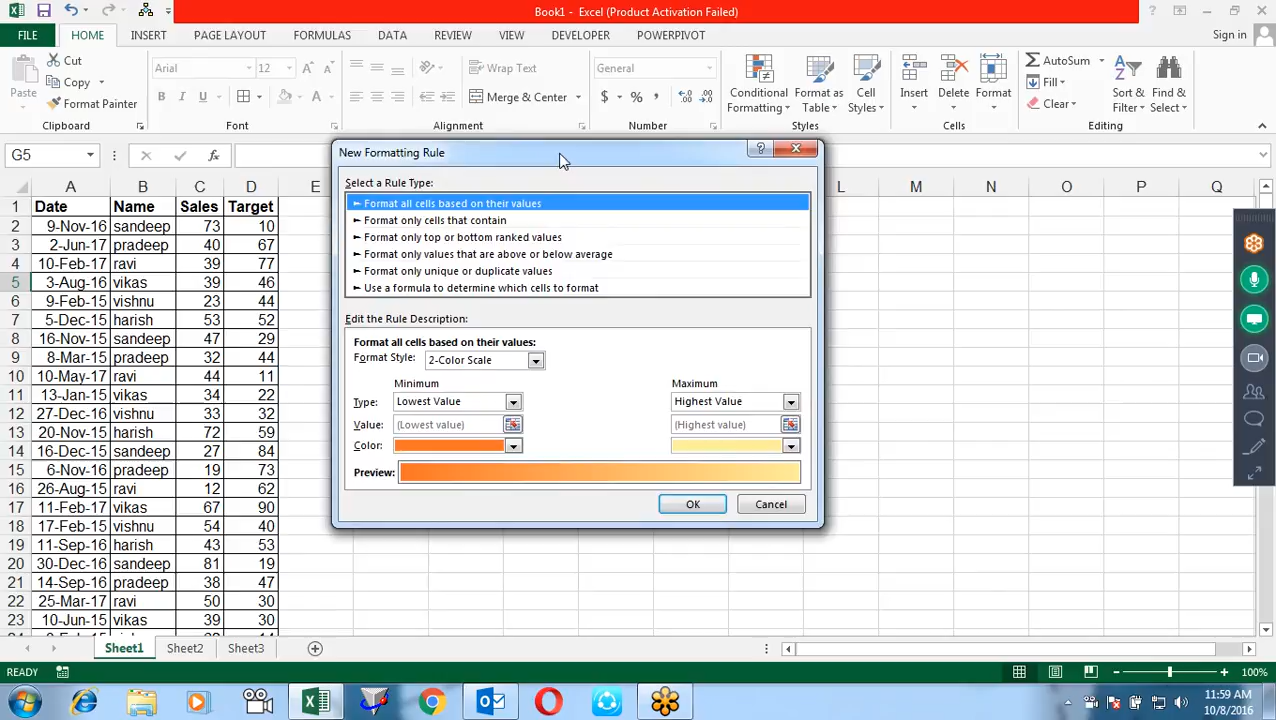 Book1 - Excel (Product Activation Failed)
FILE HOME INSERT PAGE LAYOUT FORMULAS DATA REVIEW VIEW DEVELOPER POWERPIVOT Sign in
Cut
Copy
Format Painter
Paste
Clipboard
Arial 12
B I U
Font
Wrap Text
Merge & Center
Alignment
General
$ % ,
Number
Conditional Formatting
Format as Table
Cell Styles
Styles
Insert Delete Format
Cells
AutoSum
Fill
Clear
Sort & Filter
Find & Select
Editing
G5 fx
A B C D E L M N O P Q
1 Date Name Sales Target
2 9-Nov-16 sandeep 73 10
3 2-Jun-17 pradeep 40 67
4 10-Feb-17 ravi 39 77
5 3-Aug-16 vikas 39 46
6 9-Feb-15 vishnu 23 44
7 5-Dec-15 harish 53 52
8 16-Nov-15 sandeep 47 29
9 8-Mar-15 pradeep 32 44
10 10-May-17 ravi 44 11
11 13-Jan-15 vikas 34 22
12 27-Dec-16 vishnu 33 32
13 20-Nov-15 harish 72 59
14 16-Dec-15 sandeep 27 84
15 6-Nov-16 pradeep 19 73
16 26-Aug-15 ravi 12 62
17 11-Feb-17 vikas 67 90
18 17-Feb-15 vishnu 54 40
19 11-Sep-16 harish 43 53
20 30-Dec-16 sandeep 81 19
21 14-Sep-16 pradeep 38 47
22 25-Mar-17 ravi 50 30
23 10-Jun-15 vikas 39 30
New Formatting Rule
Select a Rule Type:
► Format all cells based on their values
► Format only cells that contain
► Format only top or bottom ranked values
► Format only values that are above or below average
► Format only unique or duplicate values
► Use a formula to determine which cells to format
Edit the Rule Description:
Format all cells based on their values:
Format Style: 2-Color Scale
Minimum Maximum
Type: Lowest Value Highest Value
Value: (Lowest value) (Highest value)
Color:
Preview:
OK Cancel
Sheet1 Sheet2 Sheet3
READY 100%
11:59 AM
10/8/2016